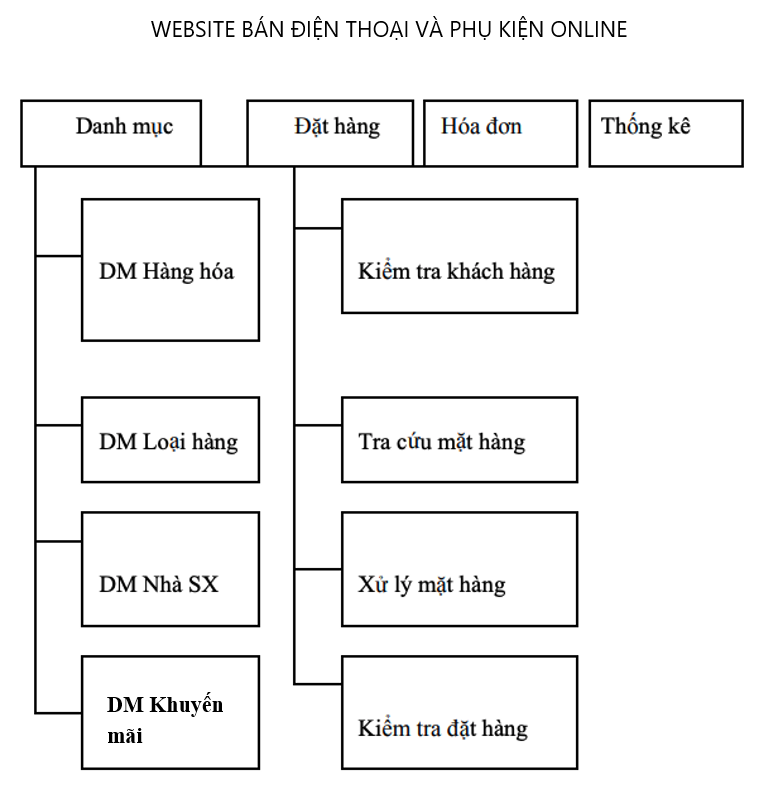 WEBSITE BÁN ĐIỆN THOẠI VÀ PHỤ KIỆN ONLINE
Danh mục
Đặt hàng
Hóa đơn
Thống kê
DM Hàng hóa
Kiểm tra khách hàng
DM Loại hàng
Tra cứu mặt hàng
DM Nhà SX
Xử lý mặt hàng
DM Khuyến
mãi
Kiểm tra đặt hàng